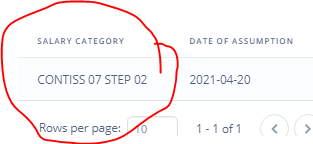 SALARY CATEGORY DATE OF ASSUMPTION
CONTISS 07 STEP 02 2021-04-20
Rows per page: 10 1 - 1 of 1